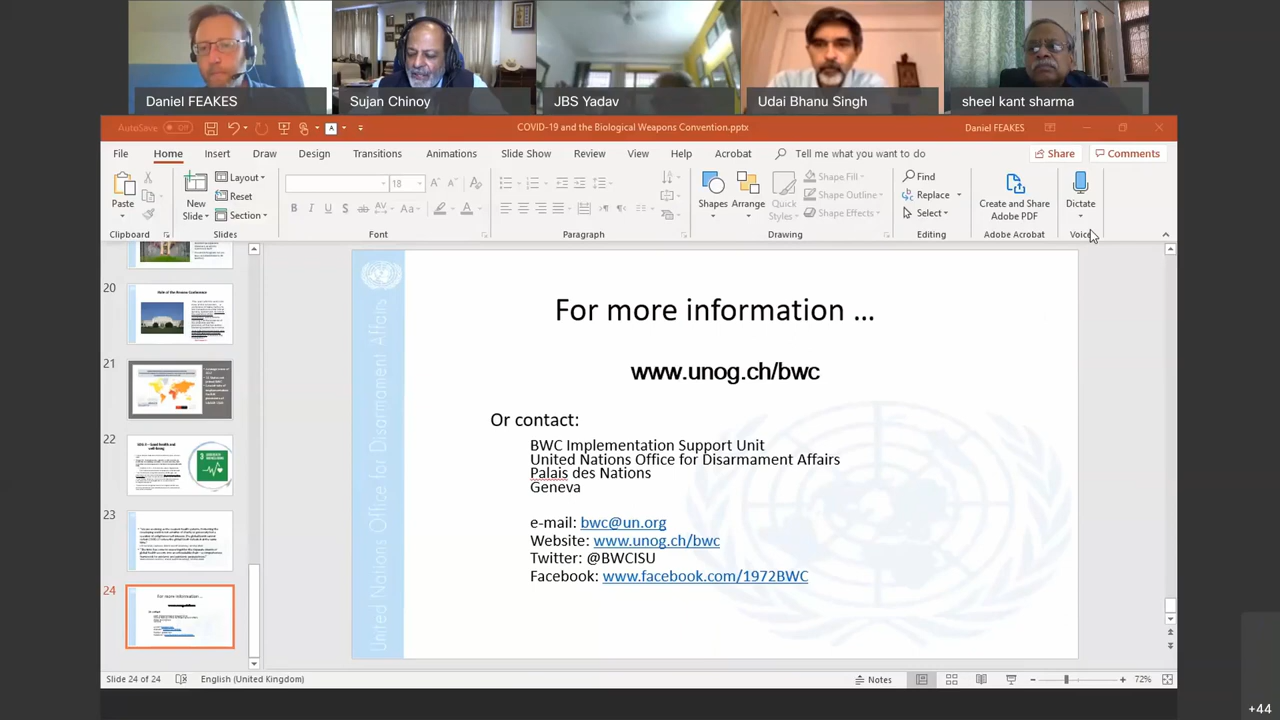 Daniel FEAKES
Sujan Chinoy
JBS Yadav
Udai Bhanu Singh
sheel kant sharma
AutoSave Off
COVID-19 and the Biological Weapons Convention.pptx
Daniel FEAKES
File Home Insert Draw Design Transitions Animations Slide Show Review View Help Acrobat Tell me what you want to do Share Comments
Paste
New
Slide
Layout
Reset
Section
18
Shapes
Arrange
Quick
Styles
Shape Fill
Shape Outline
Shape Effects
Find
Replace
Select
Create and Share
Adobe PDF
Dictate
Clipboard Slides Font Paragraph Drawing Editing Adobe Acrobat Voice
20
21
22
23
24
United Nations Office for Disarmament Affairs
For more information ...
www.unog.ch/bwc
Or contact:
BWC Implementation Support Unit
United Nations Office for Disarmament Affairs
Palais des Nations
Geneva
e-mail: bwc@un.org
Website: www.unog.ch/bwc
Twitter: @BWCISU
Facebook: www.facebook.com/1972BWC
Slide 24 of 24 English (United Kingdom) Notes 72%
+44